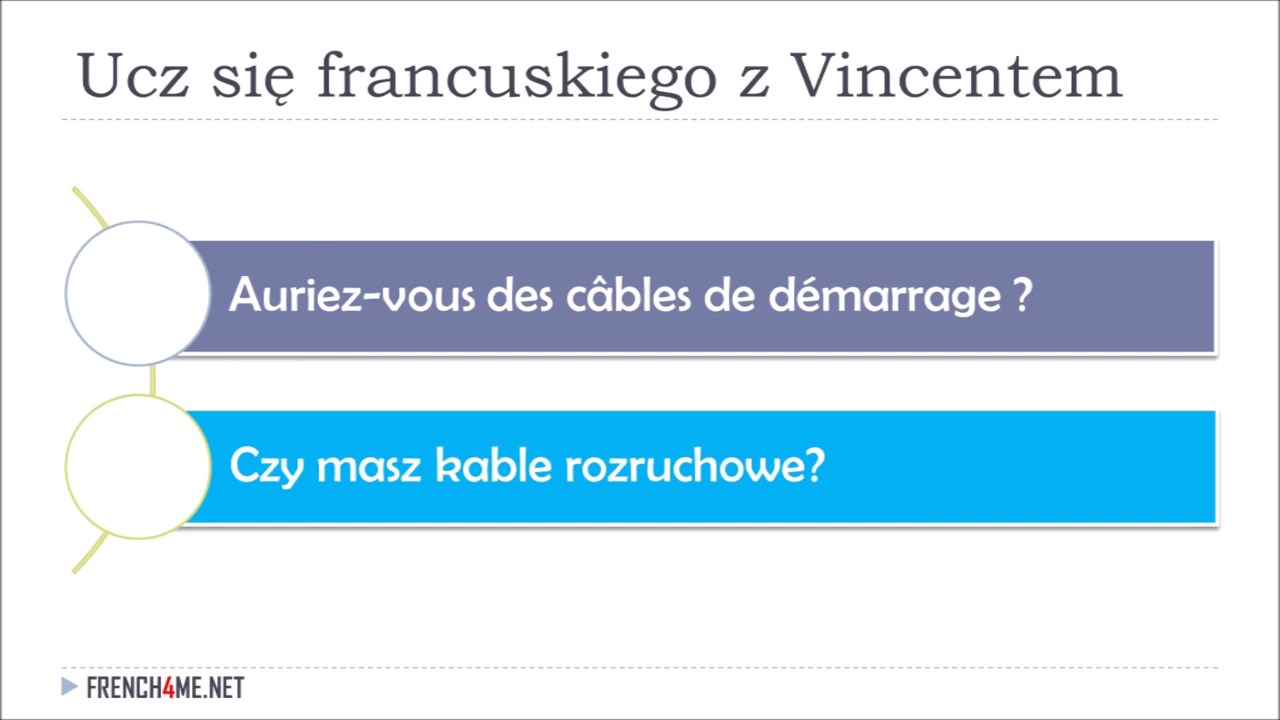 Ucz się francuskiego z Vincentem
Auriez-vous des câbles de démarrage ?
Czy masz kable rozruchowe?
FRENCH4ME.NET